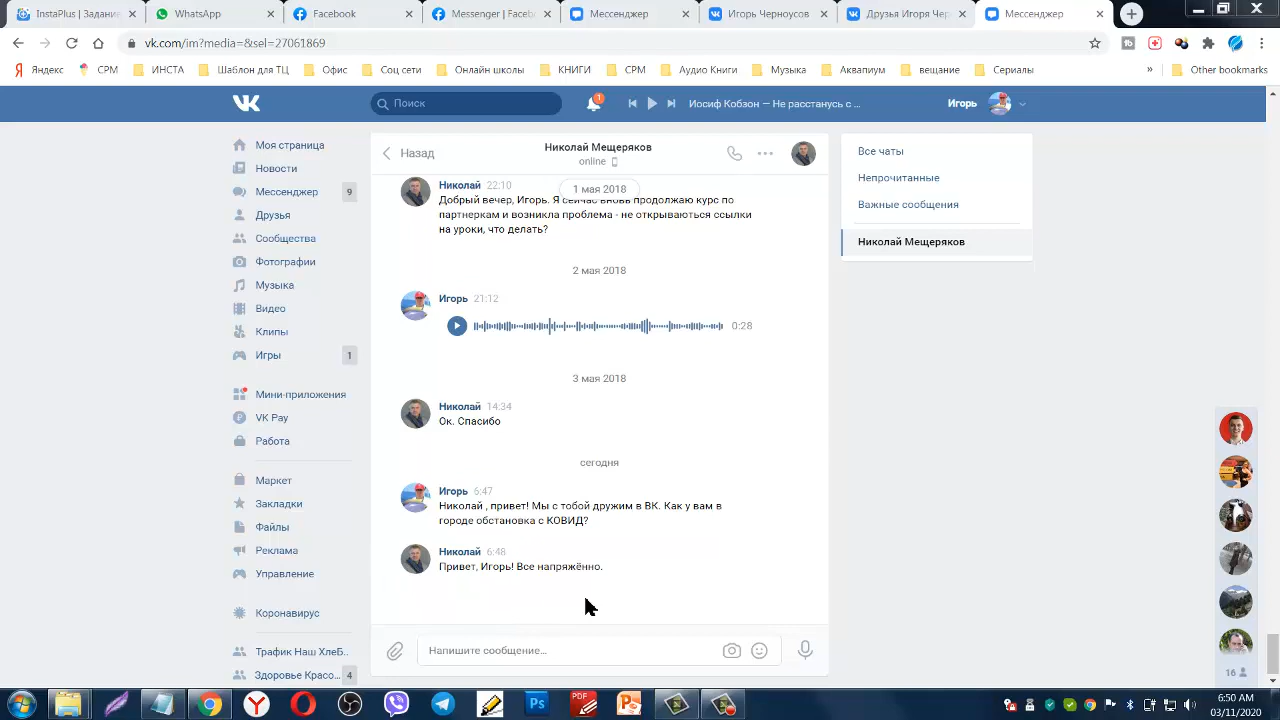 InstaPlus | Задание
WhatsApp
Facebook
Messenger | Faceb
Мессенджер
Игорь Черноусов
Друзья Игоря Чер
Мессенджер
vk.com/im?media=&sel=27061869
Яндекс
СРМ
ИНСТА
Шаблон для ТЦ
Офис
Соц сети
Онлайн школы
КНИГИ
СРМ
Аудио Книги
Музыка
Аквапиум
вещание
Сериалы
»
Other bookmarks
Поиск
1
Иосиф Кобзон — Не расстанусь с ...
Игорь
Моя страница
Новости
Мессенджер 9
Друзья
Сообщества
Фотографии
Музыка
Видео
Клипы
Игры 1
Мини-приложения
VK Pay
Работа
Маркет
Закладки
Файлы
Реклама
Управление
Коронавирус
Трафик Наш ХлеБ..
Здоровье Красо... 4
Назад
Николай Мещеряков
online
Николай 22:10
1 мая 2018
Добрый вечер, Игорь. Я сейчас вновь продолжаю курс по
партнеркам и возникла проблема - не открываются ссылки
на уроки, что делать?
2 мая 2018
Игорь 21:12
0:28
3 мая 2018
Николай 14:34
Ок. Спасибо
сегодня
Игорь 6:47
Николай , привет! Мы с тобой дружим в ВК. Как у вам в
городе обстановка с КОВИД?
Николай 6:48
Привет, Игорь! Все напряжённо.
Напишите сообщение...
Все чаты
Непрочитанные
Важные сообщения
Николай Мещеряков
16
Ps
PDF
6:50 AM
03/11/2020